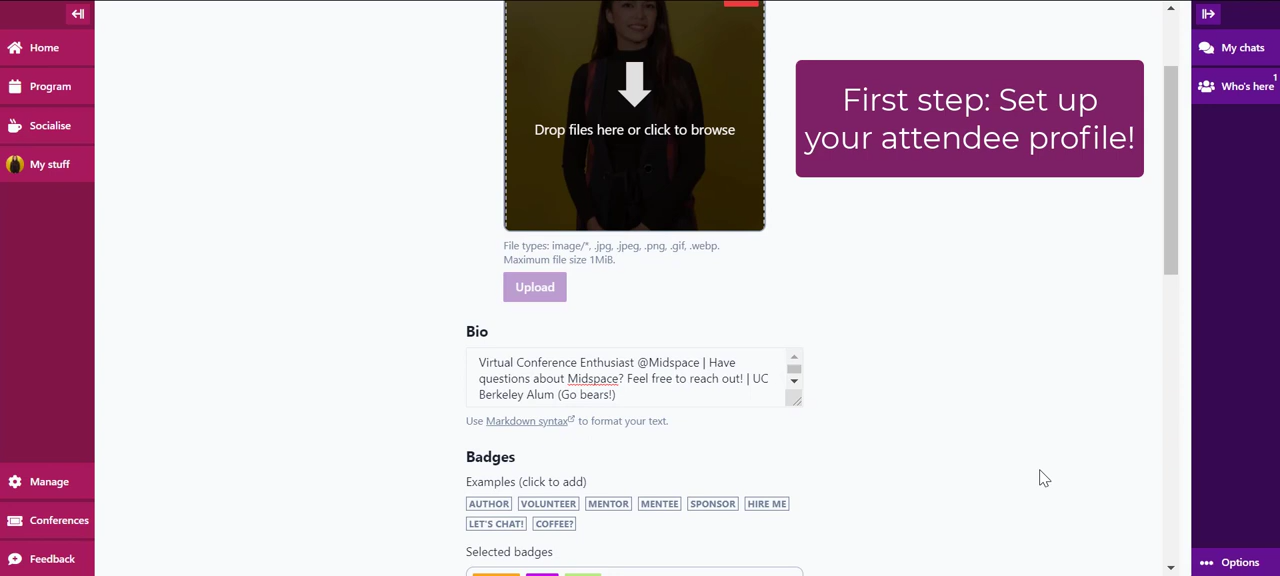 Home
Program
Socialise
My stuff
Manage
Conferences
Feedback
Drop files here or click to browse
File types: image/*, .jpg, .jpeg, .png, .gif, .webp.
Maximum file size 1MiB.
Upload
Bio
Virtual Conference Enthusiast @Midspace | Have
questions about Midspace? Feel free to reach out! | UC
Berkeley Alum (Go bears!)
Use Markdown syntax to format your text.
Badges
Examples (click to add)
AUTHOR VOLUNTEER MENTOR MENTEE SPONSOR HIRE ME
LET'S CHAT! COFFEE?
Selected badges
First step: Set up
your attendee profile!
My chats
Who's here 1
Options